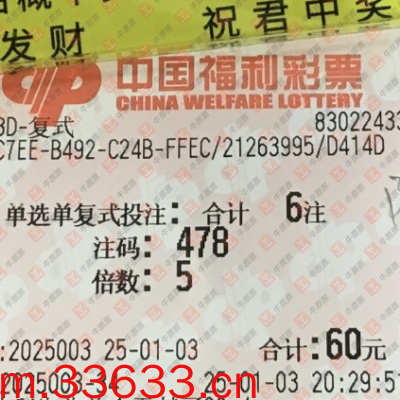 发财 祝君中奖
中国福利彩票
CHINA WELFARE LOTTERY
3D-复式 83022433
C7EE-B492-C24B-FFEC/21263995/D414D
单选单复式投注: 合计 6注
注码: 478
倍数: 5
:2025003 25-01-03 合计:60元
m.33633.cn
2025003-34 25-01-03 20:29:51